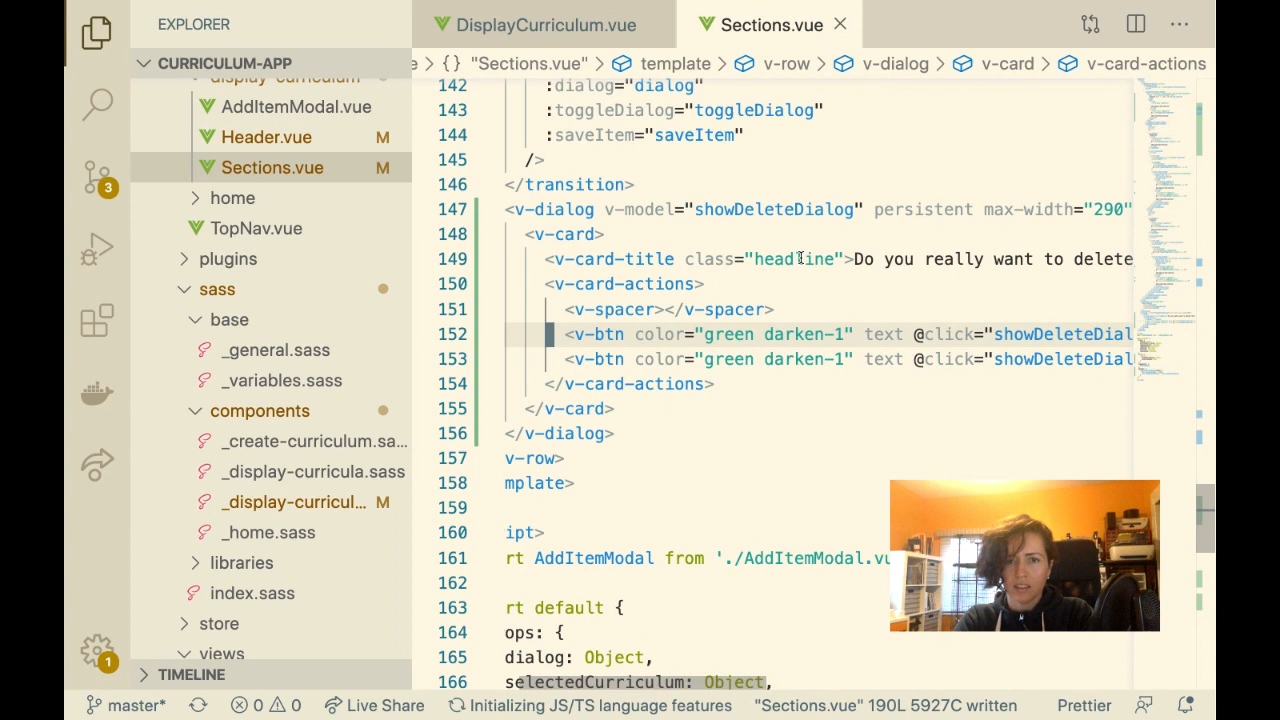 EXPLORER
DisplayCurriculum.vue
Sections.vue
CURRICULUM-APP
e > {} "Sections.vue" > template > v-row > v-dialog > v-card > v-card-actions
AddItemModal.vue
Header.vue M
Sections.vue M
home
TopNav.vue
plugins
sass
base
_general.sass
_variables.sass
components
_create-curriculum.sa...
_display-curricula.sass
_display-curricul... M
_home.sass
libraries
index.sass
store
views
TIMELINE
3
1
142 :dialog="dialog"
143 :toggleDialog="toggleDialog"
144 :saveItem="saveItem"
145 />
146 </transition>
147 <v-dialog v-model="showDeleteDialog" persistent max-width="290"
148 <v-card>
149 <v-card-title class="headline">Do you really want to delete
150 <v-card-actions>
151 <v-spacer></v-spacer>
152 <v-btn color="green darken-1" text @click="showDeleteDial
153 <v-btn color="green darken-1" text @click="showDeleteDial
154 </v-card-actions>
155 </v-card>
156 </v-dialog>
157 v-row>
158 mplate>
159
160 ipt>
161 rt AddItemModal from './AddItemModal.vu
162
163 rt default {
164 ops: {
165 dialog: Object,
166 selectedCurriculum: Object,
master* 0 0 Live Share Initializing JS/TS language features "Sections.vue" 190L 5927C written Prettier